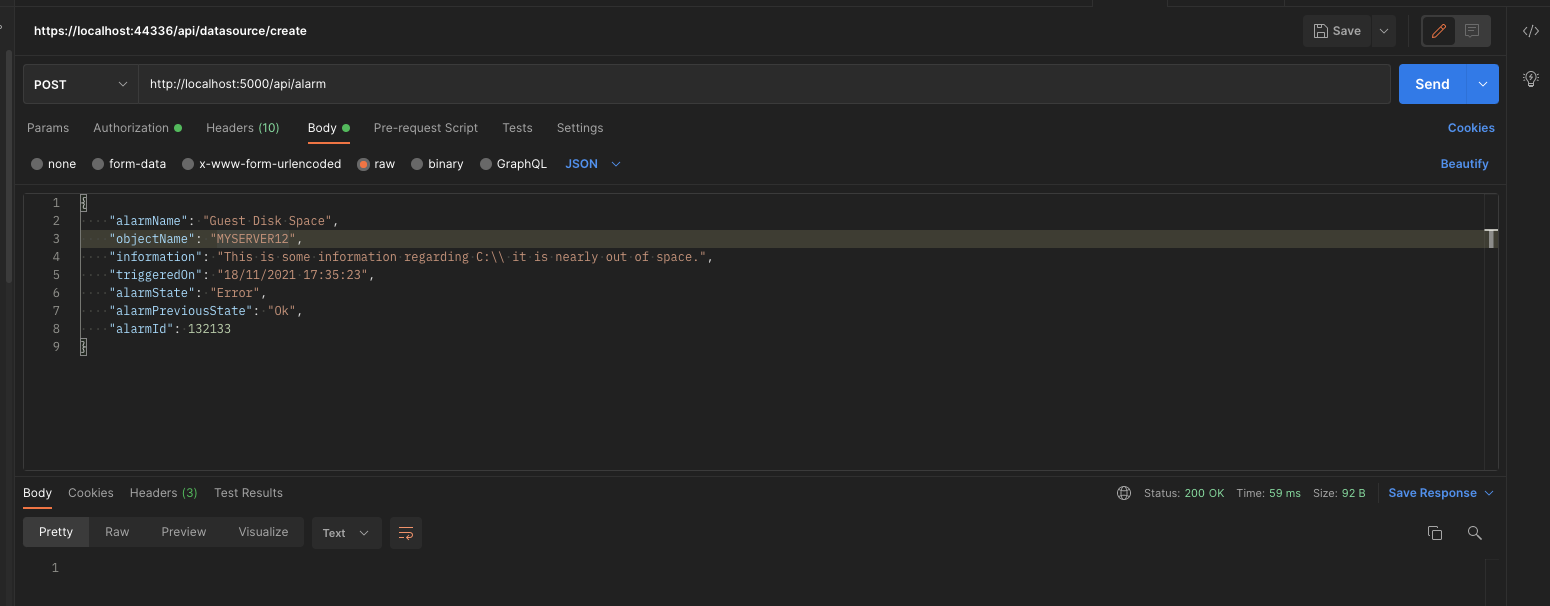 https://localhost:44336/api/datasource/create
Save
</>
POST
http://localhost:5000/api/alarm
Send
Params Authorization Headers (10) Body Pre-request Script Tests Settings Cookies
none form-data x-www-form-urlencoded raw binary GraphQL JSON Beautify
1 {
2 "alarmName": "Guest Disk Space",
3 "objectName": "MYSERVER12",
4 "information": "This is some information regarding C:\\ it is nearly out of space.",
5 "triggeredOn": "18/11/2021 17:35:23",
6 "alarmState": "Error",
7 "alarmPreviousState": "Ok",
8 "alarmId": 132133
9 }
Body Cookies Headers (3) Test Results Status: 200 OK Time: 59 ms Size: 92 B Save Response
Pretty Raw Preview Visualize Text
1